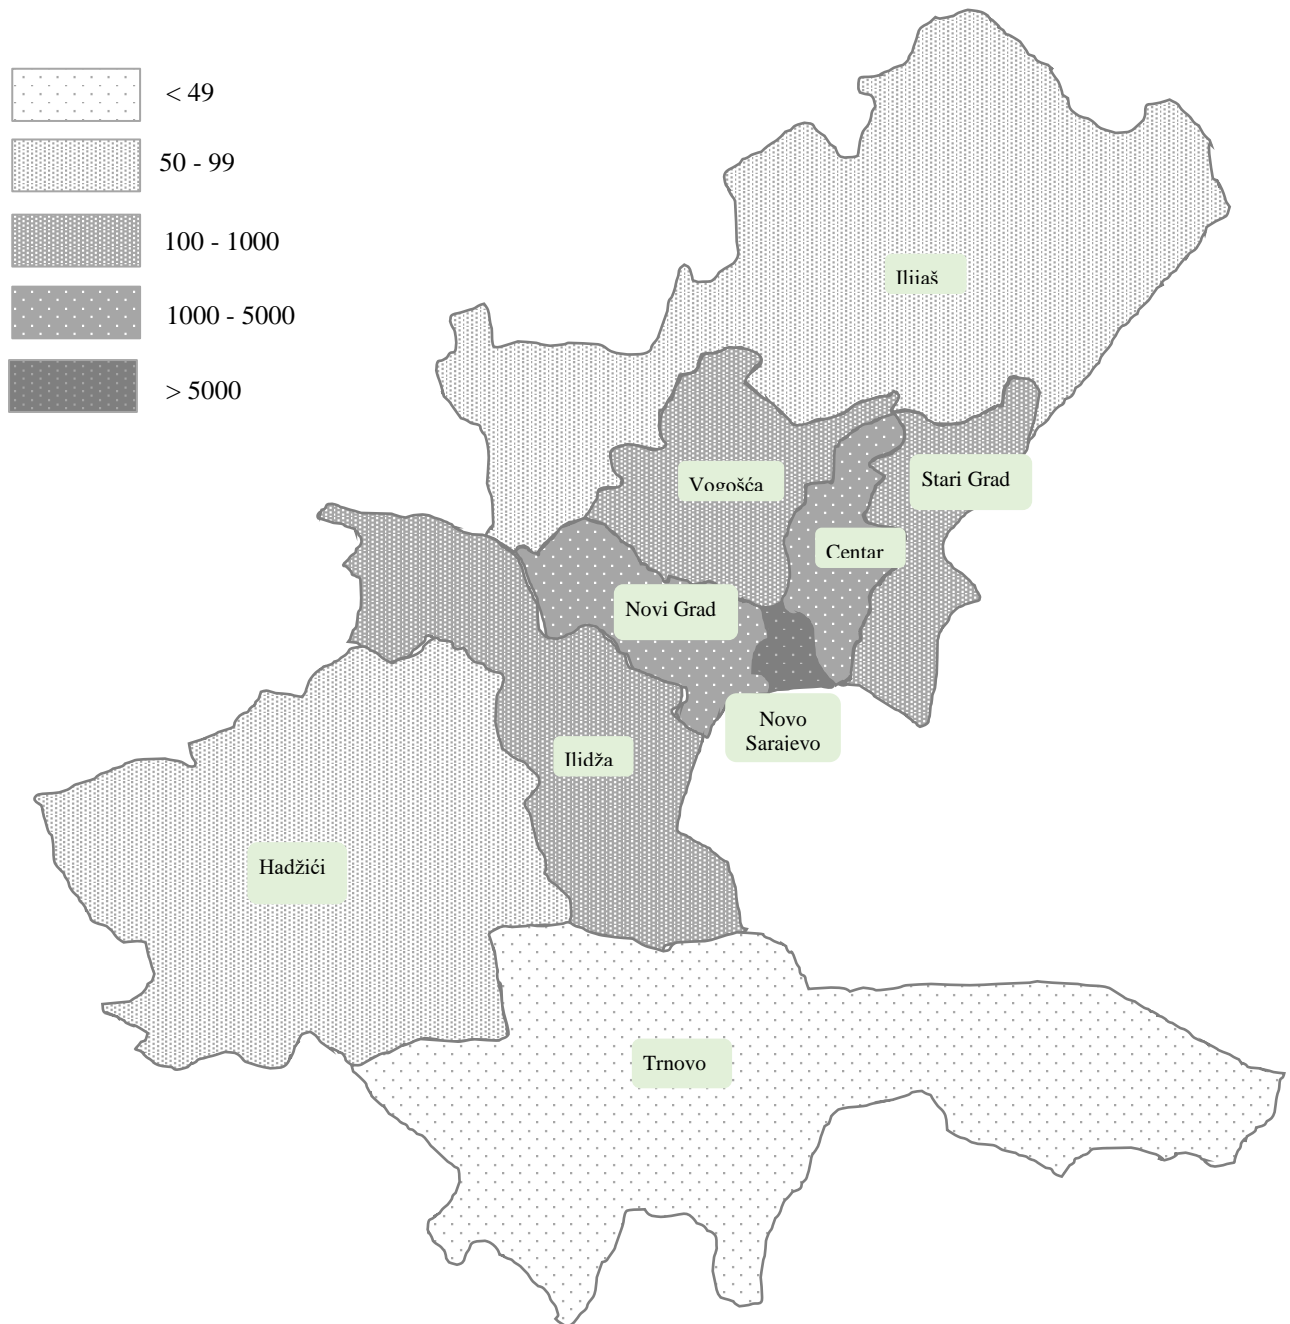 < 49
50 - 99
100 - 1000
1000 - 5000
> 5000
Ilijaš
Vogošća
Stari Grad
Centar
Novi Grad
Novo
Sarajevo
Ilidža
Hadžići
Trnovo